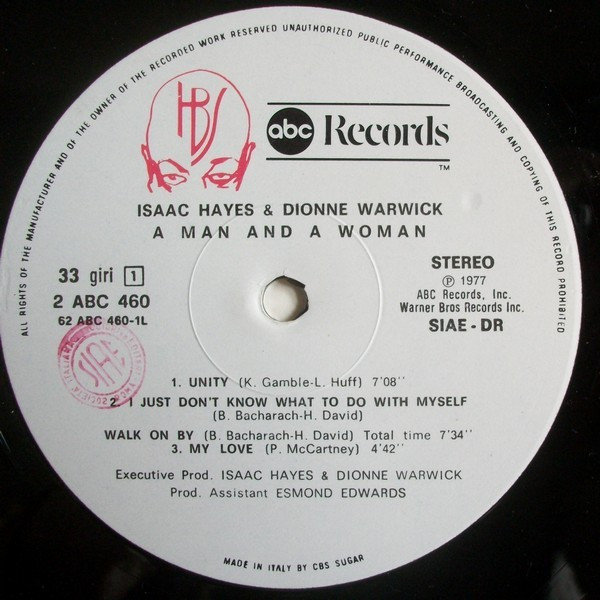 ALL RIGHTS OF THE MANUFACTURER AND OF THE OWNER OF THE RECORDED WORK RESERVED UNAUTHORIZED PUBLIC PERFORMANCE BROADCASTING AND COPYING OF THIS RECORD PROHIBITED
HBS
abc Records
TM
ISAAC HAYES & DIONNE WARWICK
A MAN AND A WOMAN
33 giri 1
2 ABC 460
62 ABC 460-1L
STEREO
℗ 1977
ABC Records, Inc.
Warner Bros Records Inc.
SIAE - DR
SIAE
1. UNITY (K. Gamble-L. Huff) 7'08''
2. I JUST DON'T KNOW WHAT TO DO WITH MYSELF
(B. Bacharach-H. David)
WALK ON BY (B. Bacharach-H. David) Total time 7'34''
3. MY LOVE (P. McCartney) 4'42''
Executive Prod. ISAAC HAYES & DIONNE WARWICK
Prod. Assistant ESMOND EDWARDS
MADE IN ITALY BY CBS SUGAR